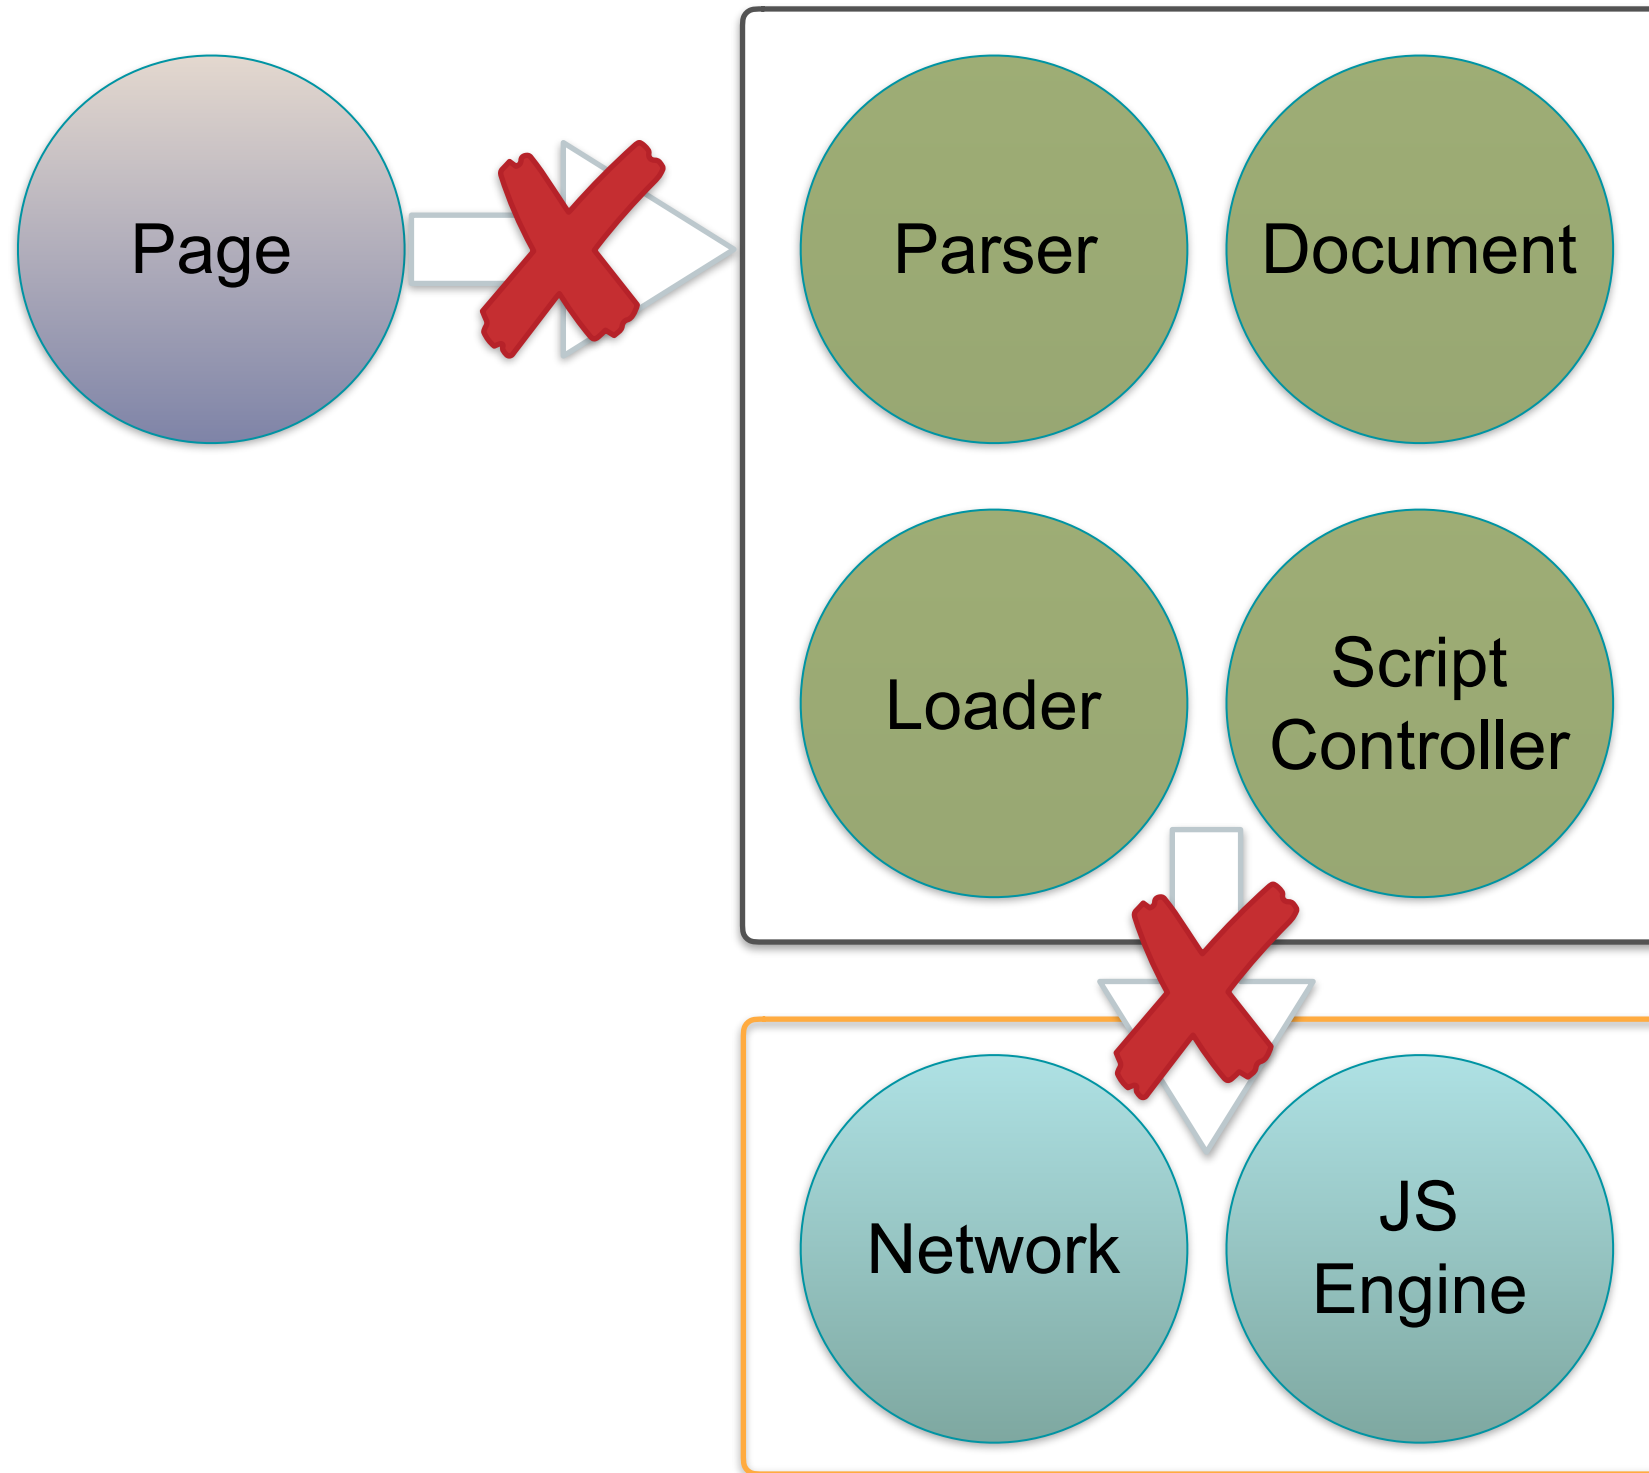 Page
Parser
Document
Loader
Script
Controller
Network
JS
Engine